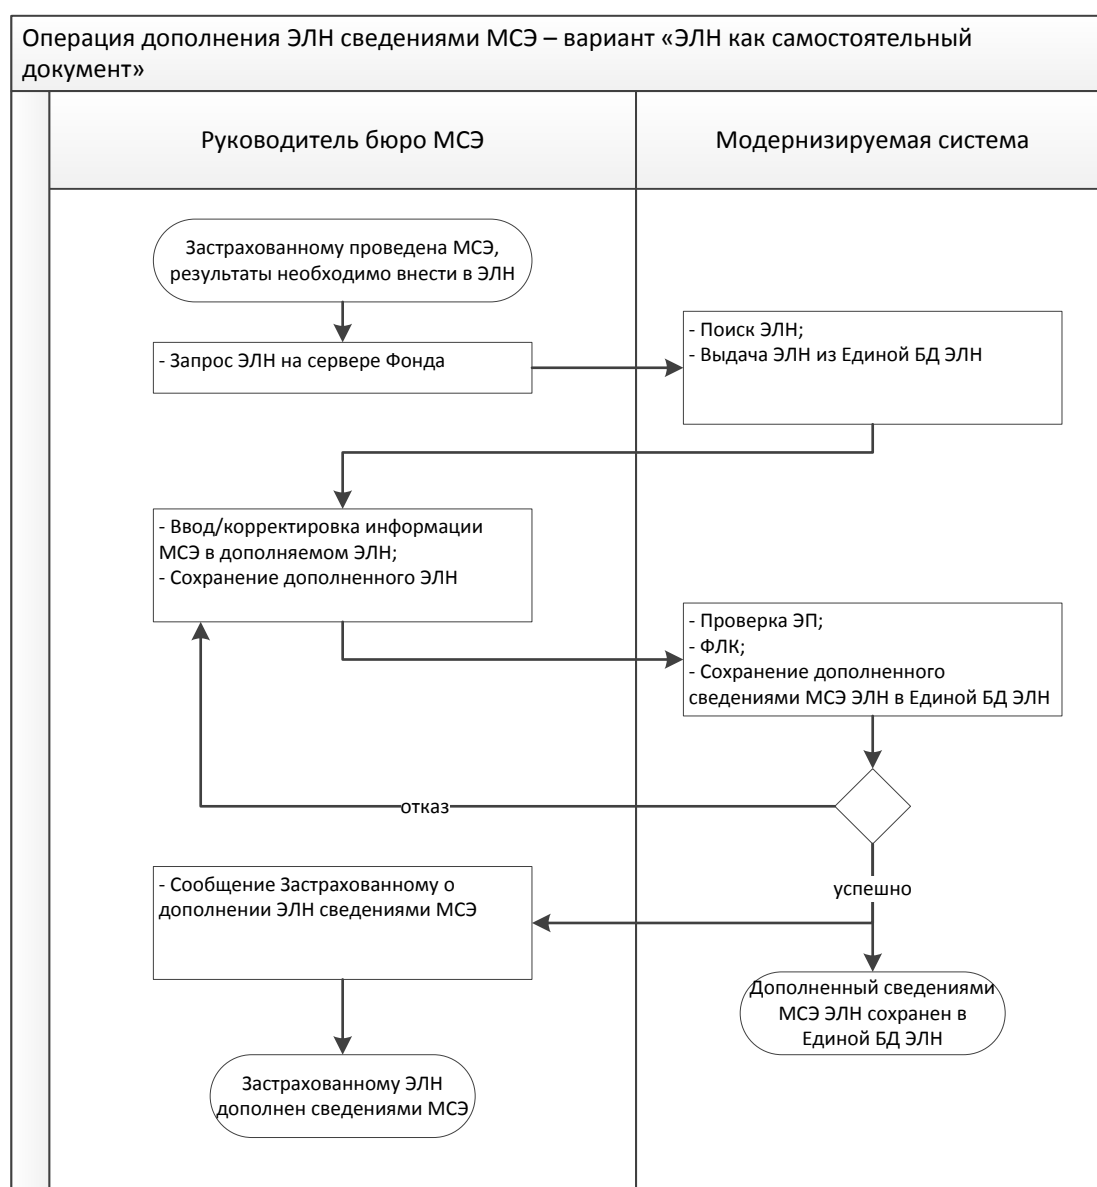 Операция дополнения ЭЛН сведениями МСЭ – вариант «ЭЛН как самостоятельный
документ»
Руководитель бюро МСЭ
Модернизируемая система
Застрахованному проведена МСЭ,
результаты необходимо внести в ЭЛН
- Запрос ЭЛН на сервере Фонда
- Поиск ЭЛН;
- Выдача ЭЛН из Единой БД ЭЛН
- Ввод/корректировка информации
МСЭ в дополняемом ЭЛН;
- Сохранение дополненного ЭЛН
- Проверка ЭП;
- ФЛК;
- Сохранение дополненного
сведениями МСЭ ЭЛН в Единой БД ЭЛН
отказ
успешно
- Сообщение Застрахованному о
дополнении ЭЛН сведениями МСЭ
Дополненный сведениями
МСЭ ЭЛН сохранен в
Единой БД ЭЛН
Застрахованному ЭЛН
дополнен сведениями МСЭ